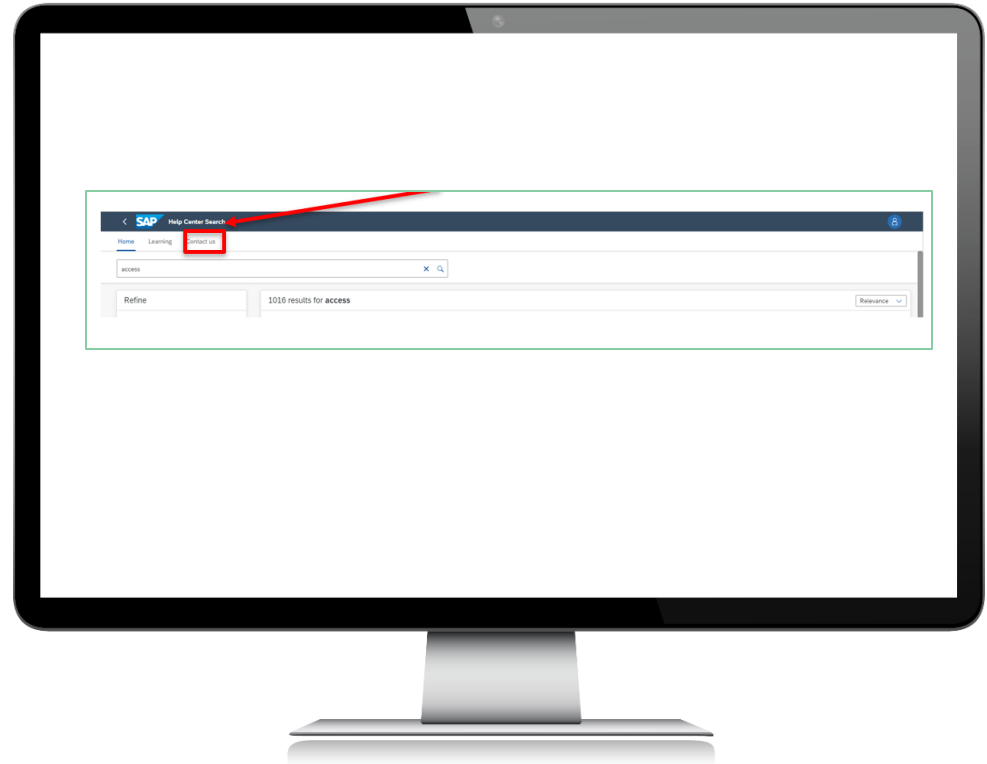 SAP Help Center Search
Home Learning Contact us
access
Refine
1016 results for access
Relevance